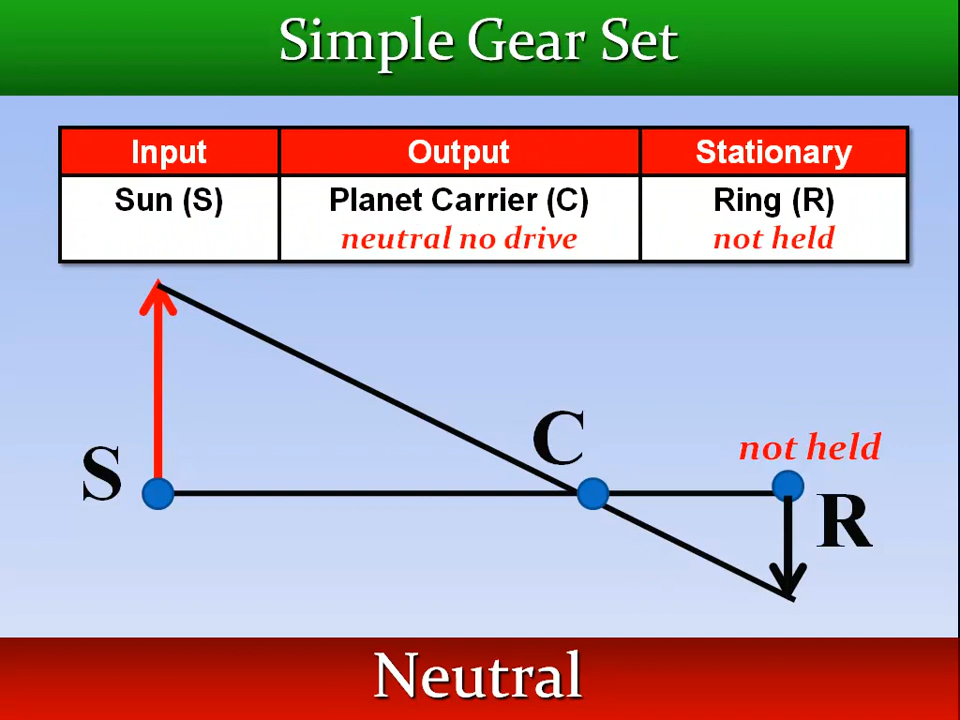 Simple Gear Set
Input Output Stationary
Sun (S) Planet Carrier (C) Ring (R)
neutral no drive not held
C
not held
S
R
Neutral